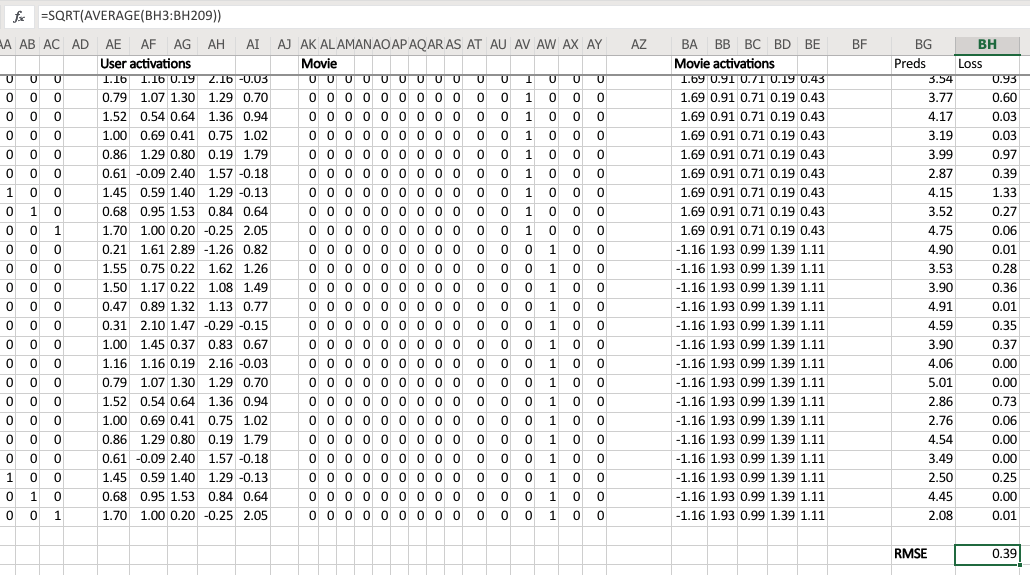 fx =SQRT(AVERAGE(BH3:BH209))
AA AB AC AD AE AF AG AH AI AJ AK AL AM AN AO AP AQ AR AS AT AU AV AW AX AY AZ BA BB BC BD BE BF BG BH
User activations Movie Movie activations Preds Loss
0 0 0 1.16 1.16 0.19 2.16 -0.03 0 0 0 0 0 0 0 0 0 0 0 1 0 0 0 1.69 0.91 0.71 0.19 0.43 3.54 0.93
0 0 0 0.79 1.07 1.30 1.29 0.70 0 0 0 0 0 0 0 0 0 0 0 1 0 0 0 1.69 0.91 0.71 0.19 0.43 3.77 0.60
0 0 0 1.52 0.54 0.64 1.36 0.94 0 0 0 0 0 0 0 0 0 0 0 1 0 0 0 1.69 0.91 0.71 0.19 0.43 4.17 0.03
0 0 0 1.00 0.69 0.41 0.75 1.02 0 0 0 0 0 0 0 0 0 0 0 1 0 0 0 1.69 0.91 0.71 0.19 0.43 3.19 0.03
0 0 0 0.86 1.29 0.80 0.19 1.79 0 0 0 0 0 0 0 0 0 0 0 1 0 0 0 1.69 0.91 0.71 0.19 0.43 3.99 0.97
0 0 0 0.61 -0.09 2.40 1.57 -0.18 0 0 0 0 0 0 0 0 0 0 0 1 0 0 0 1.69 0.91 0.71 0.19 0.43 2.87 0.39
1 0 0 1.45 0.59 1.40 1.29 -0.13 0 0 0 0 0 0 0 0 0 0 0 1 0 0 0 1.69 0.91 0.71 0.19 0.43 4.15 1.33
0 1 0 0.68 0.95 1.53 0.84 0.64 0 0 0 0 0 0 0 0 0 0 0 1 0 0 0 1.69 0.91 0.71 0.19 0.43 3.52 0.27
0 0 1 1.70 1.00 0.20 -0.25 2.05 0 0 0 0 0 0 0 0 0 0 0 1 0 0 0 1.69 0.91 0.71 0.19 0.43 4.75 0.06
0 0 0 0.21 1.61 2.89 -1.26 0.82 0 0 0 0 0 0 0 0 0 0 0 0 1 0 0 -1.16 1.93 0.99 1.39 1.11 4.90 0.01
0 0 0 1.55 0.75 0.22 1.62 1.26 0 0 0 0 0 0 0 0 0 0 0 0 1 0 0 -1.16 1.93 0.99 1.39 1.11 3.53 0.28
0 0 0 1.50 1.17 0.22 1.08 1.49 0 0 0 0 0 0 0 0 0 0 0 0 1 0 0 -1.16 1.93 0.99 1.39 1.11 3.90 0.36
0 0 0 0.47 0.89 1.32 1.13 0.77 0 0 0 0 0 0 0 0 0 0 0 0 1 0 0 -1.16 1.93 0.99 1.39 1.11 4.91 0.01
0 0 0 0.31 2.10 1.47 -0.29 -0.15 0 0 0 0 0 0 0 0 0 0 0 0 1 0 0 -1.16 1.93 0.99 1.39 1.11 4.59 0.35
0 0 0 1.00 1.45 0.37 0.83 0.67 0 0 0 0 0 0 0 0 0 0 0 0 1 0 0 -1.16 1.93 0.99 1.39 1.11 3.90 0.37
0 0 0 1.16 1.16 0.19 2.16 -0.03 0 0 0 0 0 0 0 0 0 0 0 0 1 0 0 -1.16 1.93 0.99 1.39 1.11 4.06 0.00
0 0 0 0.79 1.07 1.30 1.29 0.70 0 0 0 0 0 0 0 0 0 0 0 0 1 0 0 -1.16 1.93 0.99 1.39 1.11 5.01 0.00
0 0 0 1.52 0.54 0.64 1.36 0.94 0 0 0 0 0 0 0 0 0 0 0 0 1 0 0 -1.16 1.93 0.99 1.39 1.11 2.86 0.73
0 0 0 1.00 0.69 0.41 0.75 1.02 0 0 0 0 0 0 0 0 0 0 0 0 1 0 0 -1.16 1.93 0.99 1.39 1.11 2.76 0.06
0 0 0 0.86 1.29 0.80 0.19 1.79 0 0 0 0 0 0 0 0 0 0 0 0 1 0 0 -1.16 1.93 0.99 1.39 1.11 4.54 0.00
0 0 0 0.61 -0.09 2.40 1.57 -0.18 0 0 0 0 0 0 0 0 0 0 0 0 1 0 0 -1.16 1.93 0.99 1.39 1.11 3.49 0.00
1 0 0 1.45 0.59 1.40 1.29 -0.13 0 0 0 0 0 0 0 0 0 0 0 0 1 0 0 -1.16 1.93 0.99 1.39 1.11 2.50 0.25
0 1 0 0.68 0.95 1.53 0.84 0.64 0 0 0 0 0 0 0 0 0 0 0 0 1 0 0 -1.16 1.93 0.99 1.39 1.11 4.45 0.00
0 0 1 1.70 1.00 0.20 -0.25 2.05 0 0 0 0 0 0 0 0 0 0 0 0 1 0 0 -1.16 1.93 0.99 1.39 1.11 2.08 0.01
RMSE 0.39